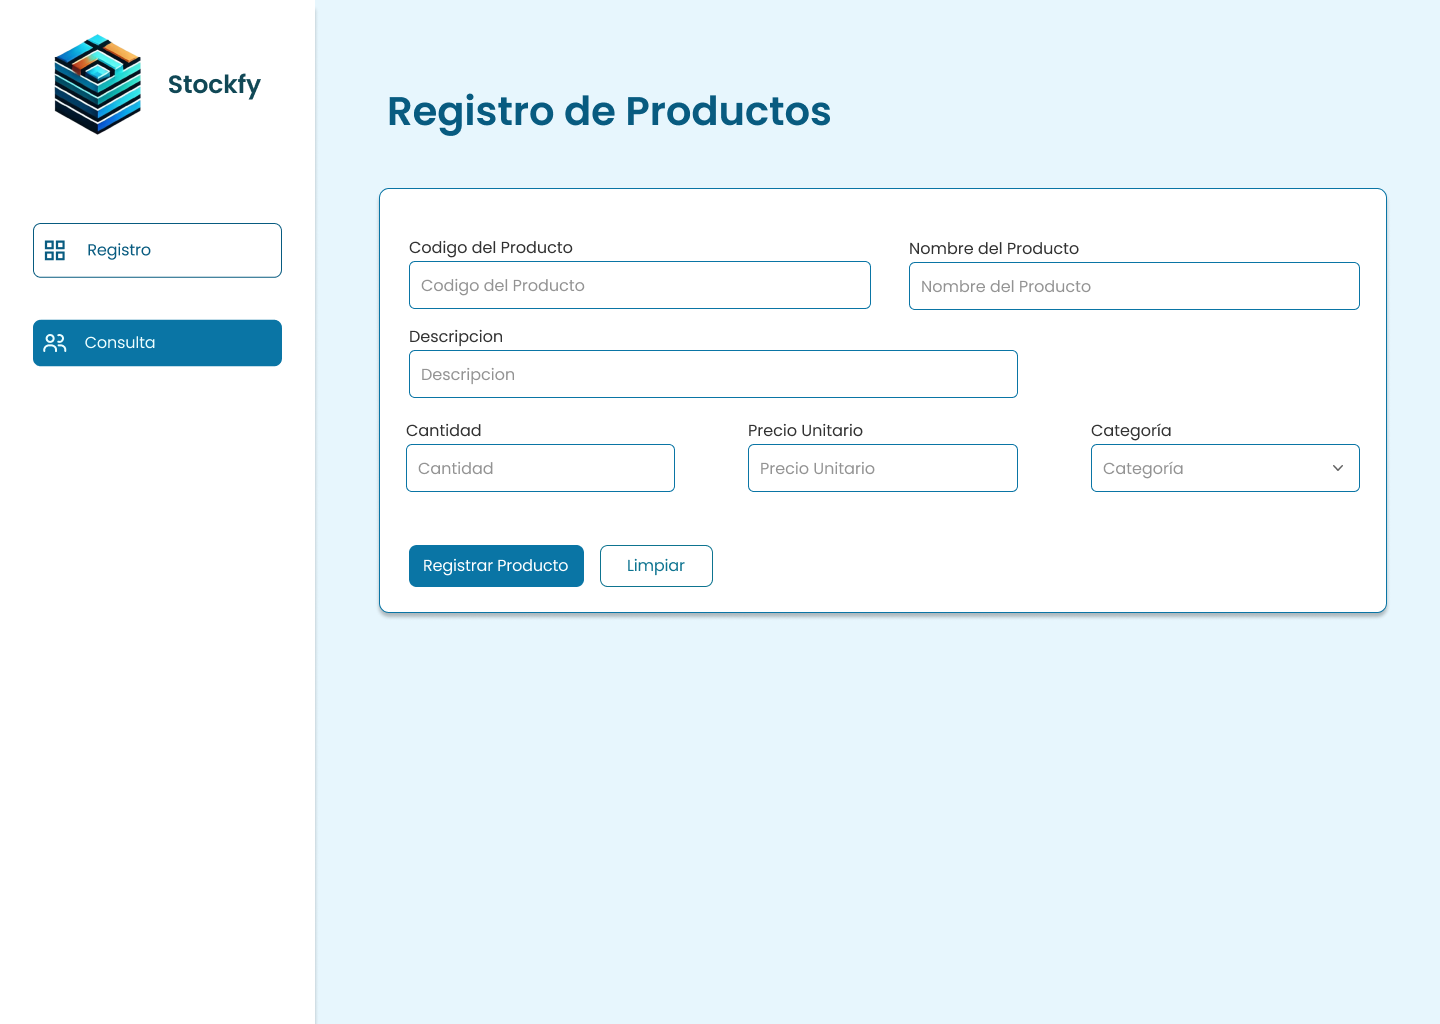 Stockfy
Registro
Consulta
Registro de Productos
Codigo del Producto
Nombre del Producto
Codigo del Producto
Nombre del Producto
Descripcion
Descripcion
Cantidad
Precio Unitario
Categoría
Cantidad
Precio Unitario
Categoría
Registrar Producto
Limpiar